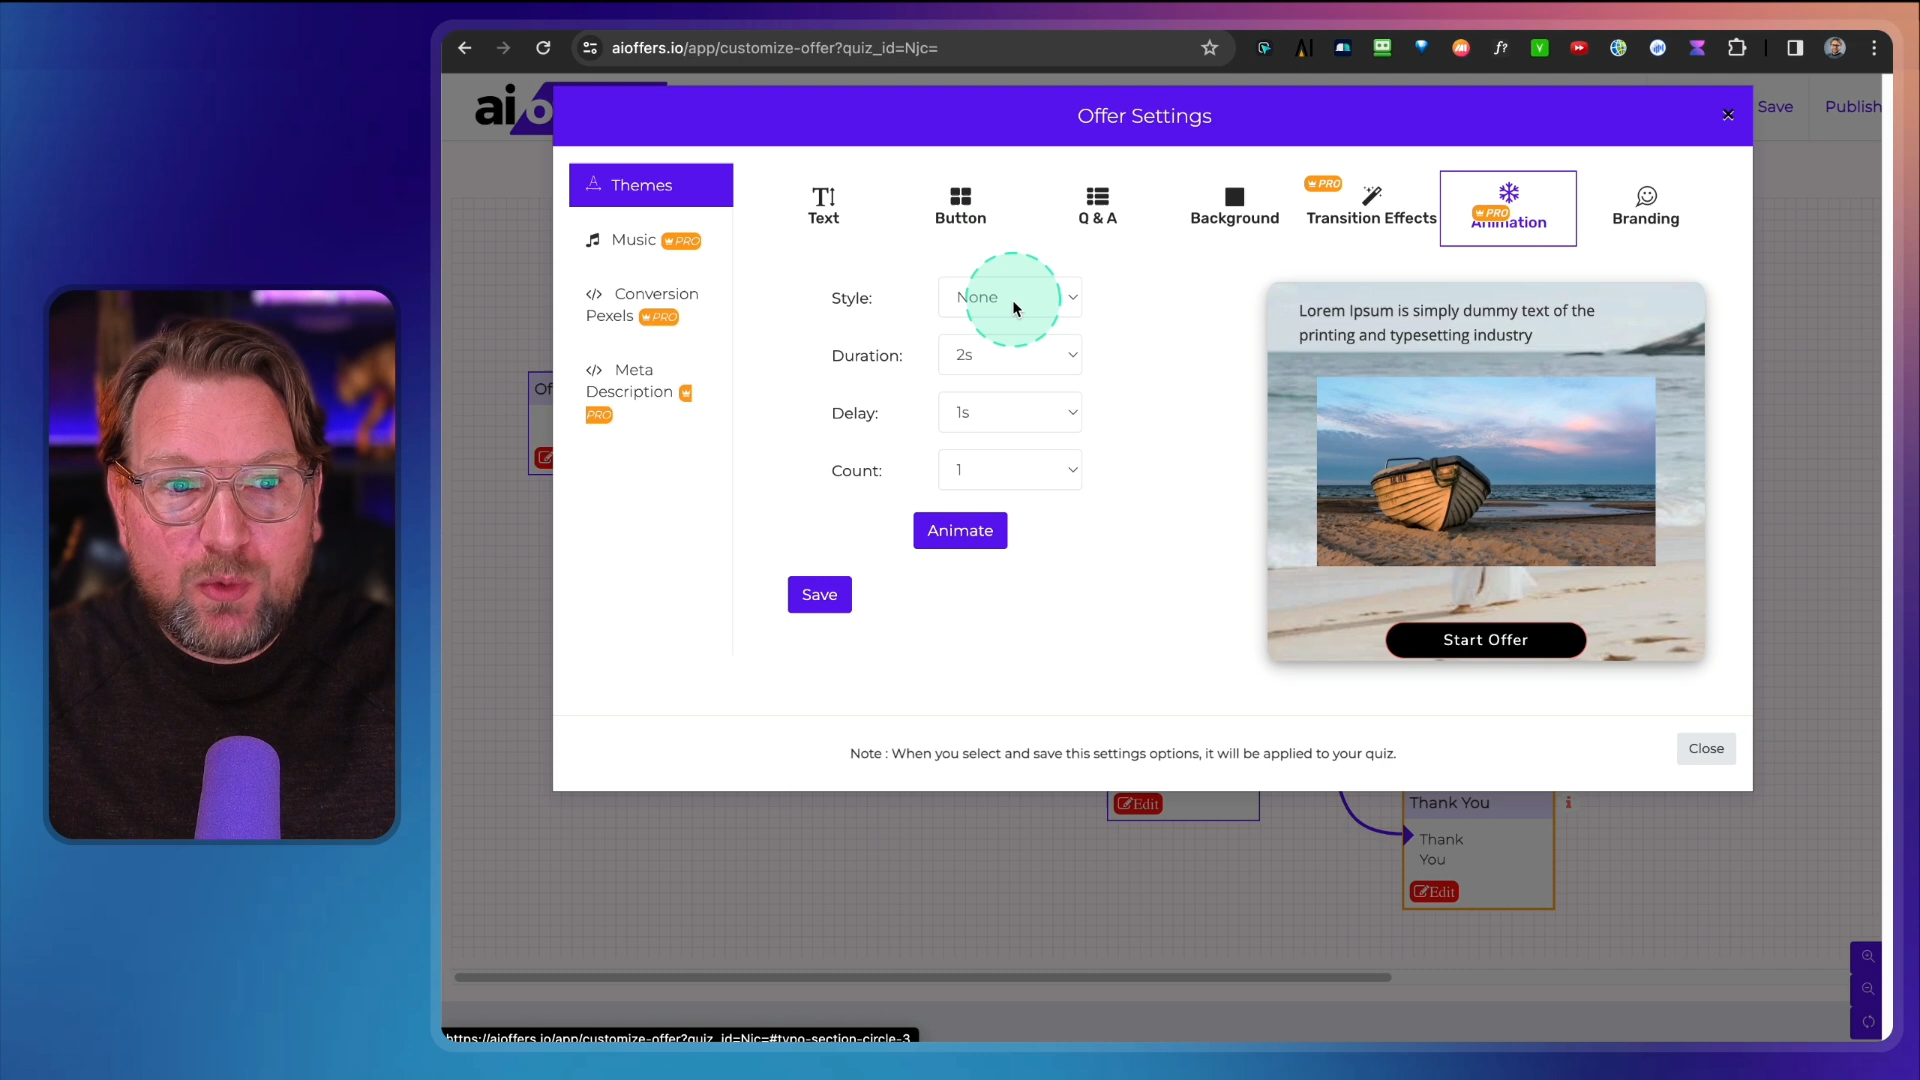 aioffers.io/app/customize-offer?quiz_id=Njc=
ai/o
Save
Publish
Offer Settings
Themes
Music PRO
</> Conversion
Pexels PRO
</> Meta
Description
PRO
Text
Button
Q & A
Background
PRO
Transition Effects
PRO
Animation
Branding
Style:
None
Duration:
2s
Delay:
1s
Count:
1
Animate
Save
Lorem Ipsum is simply dummy text of the
printing and typesetting industry
Start Offer
Note : When you select and save this settings options, it will be applied to your quiz.
Close
Of
Edit
Thank You
Thank
You
Edit
https://aioffers.io/app/customize-offer?quiz_id=Njc=#typo-section-circle-3